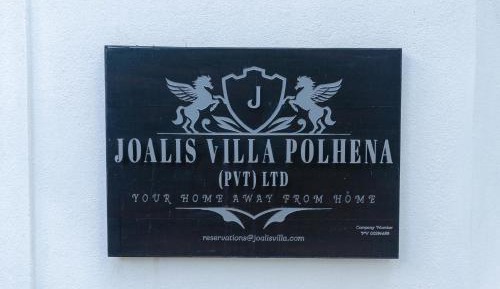 J
JOALIS VILLA POLHENA
(PVT) LTD
YOUR HOME AWAY FROM HOME
Company Number
reservations@joalisvilla.com